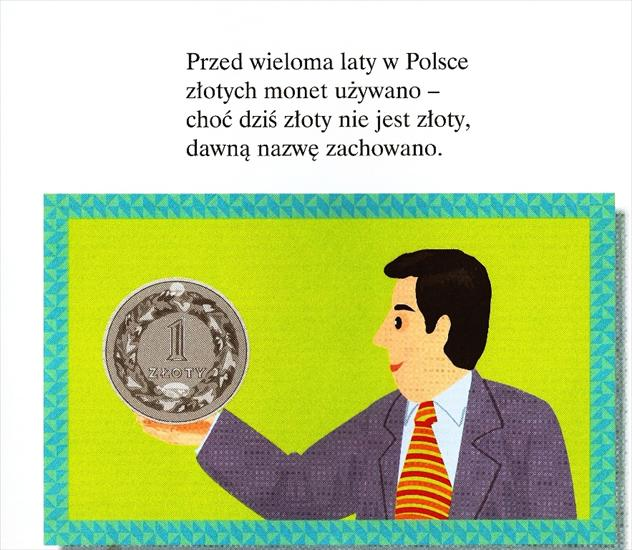 Przed wieloma laty w Polsce
złotych monet używano –
choć dziś złoty nie jest złoty,
dawną nazwę zachowano.
1
ZŁOTY